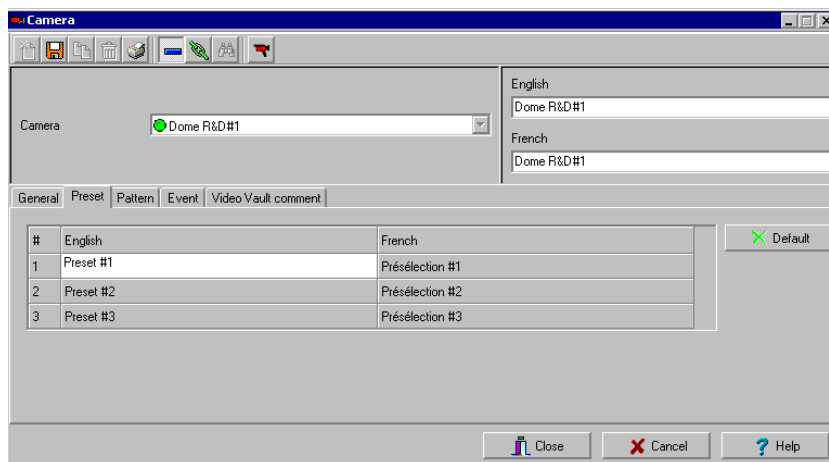 Camera
English
Dome R&D#1
Camera
Dome R&D#1
French
Dome R&D#1
General Preset Pattern Event Video Vault comment
# English French
Default
1 Preset #1 Présélection #1
2 Preset #2 Présélection #2
3 Preset #3 Présélection #3
Close Cancel ? Help